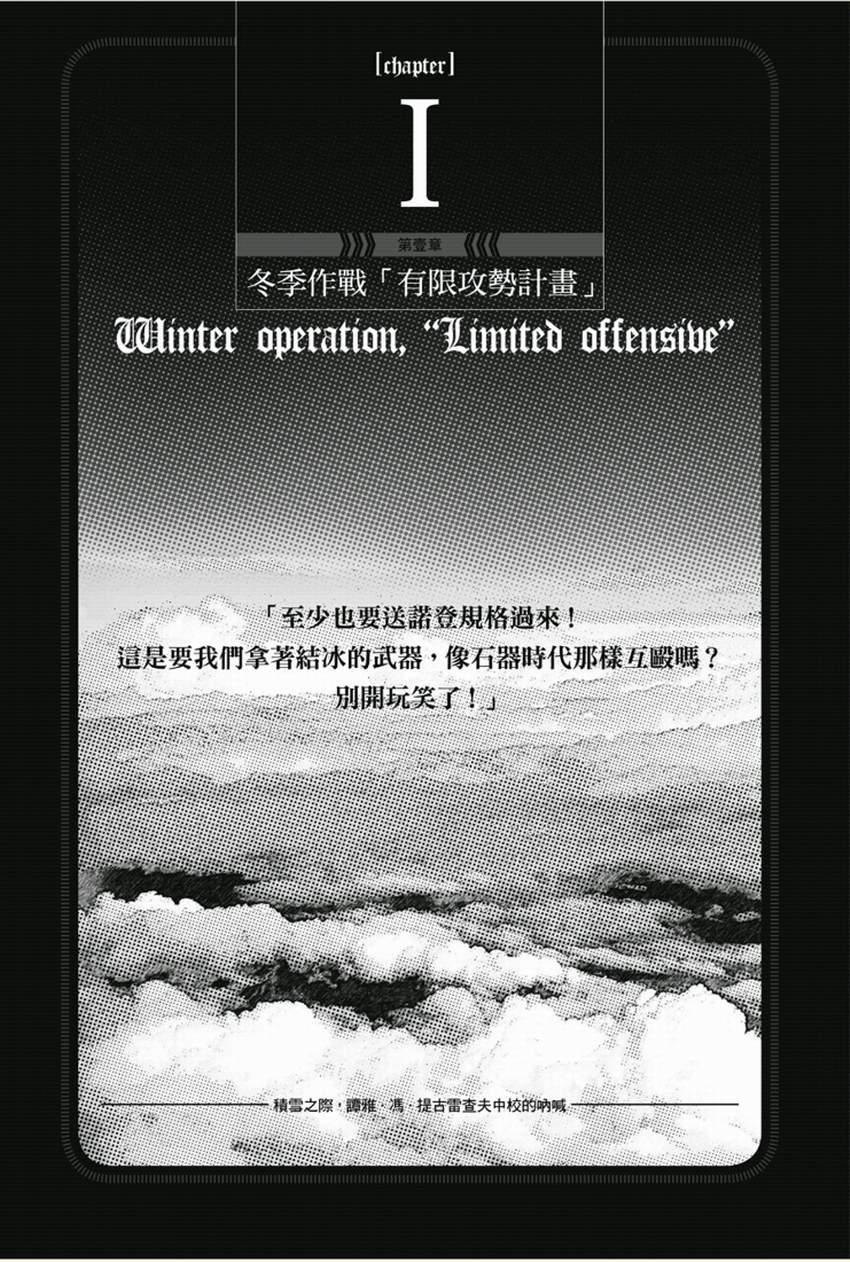 [chapter]
I
第壹章
冬季作戰「有限攻勢計畫」
Winter operation, “Limited offensive”
「至少也要送諾登規格過來！
這是要我們拿著結冰的武器，像石器時代那樣互毆嗎？
別開玩笑了！」
積雪之際，譚雅·馮·提古雷查夫中校的吶喊